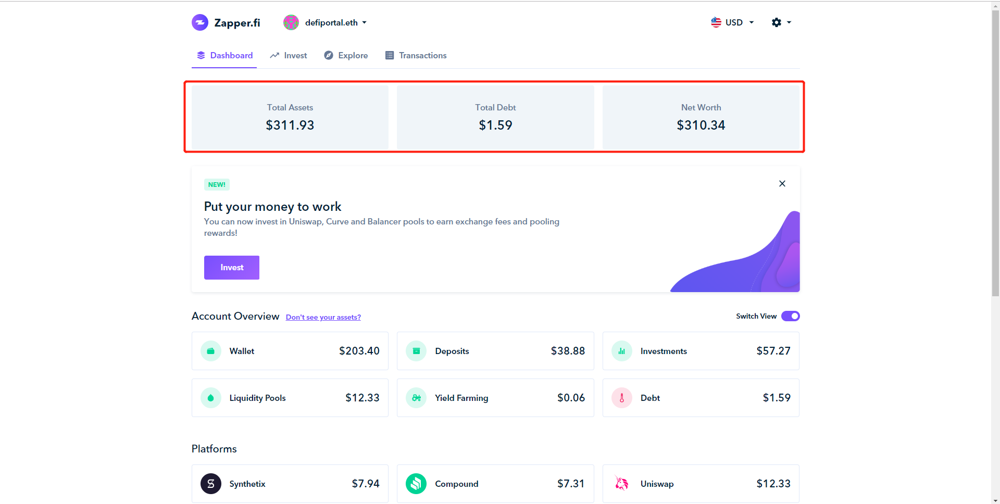 Zapper.fi
defiportal.eth
USD
Dashboard
Invest
Explore
Transactions
Total Assets
$311.93
Total Debt
$1.59
Net Worth
$310.34
NEW!
Put your money to work
You can now invest in Uniswap, Curve and Balancer pools to earn exchange fees and pooling
rewards!
Invest
Account Overview
Don't see your assets?
Switch View
Wallet
$203.40
Deposits
$38.88
Investments
$57.27
Liquidity Pools
$12.33
Yield Farming
$0.06
Debt
$1.59
Platforms
Synthetix
$7.94
Compound
$7.31
Uniswap
$12.33